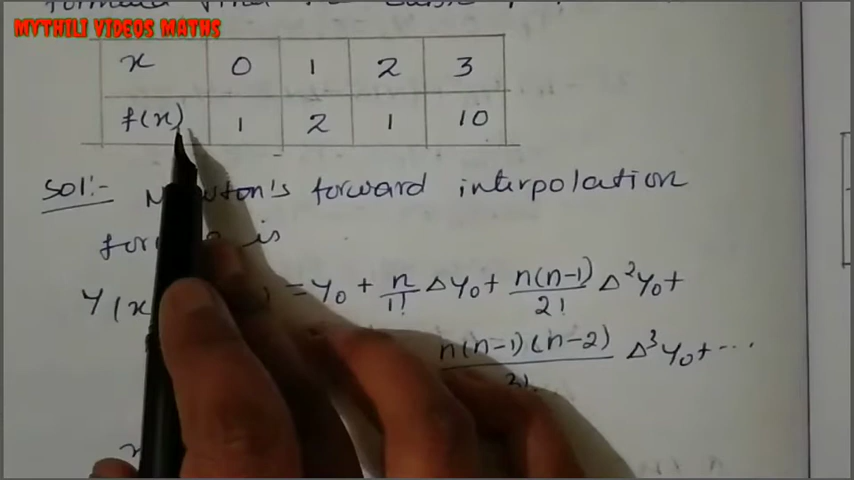 MYTHILI VIDEOS MATHS
x 0 1 2 3
f(x) 1 2 1 10
Sol:- Newton's forward interpolation
is
= Y₀ + n/1! ΔY₀ + n(n-1)/2! Δ²Y₀ +
n(n-1)(n-2)/3! Δ³Y₀ + ...